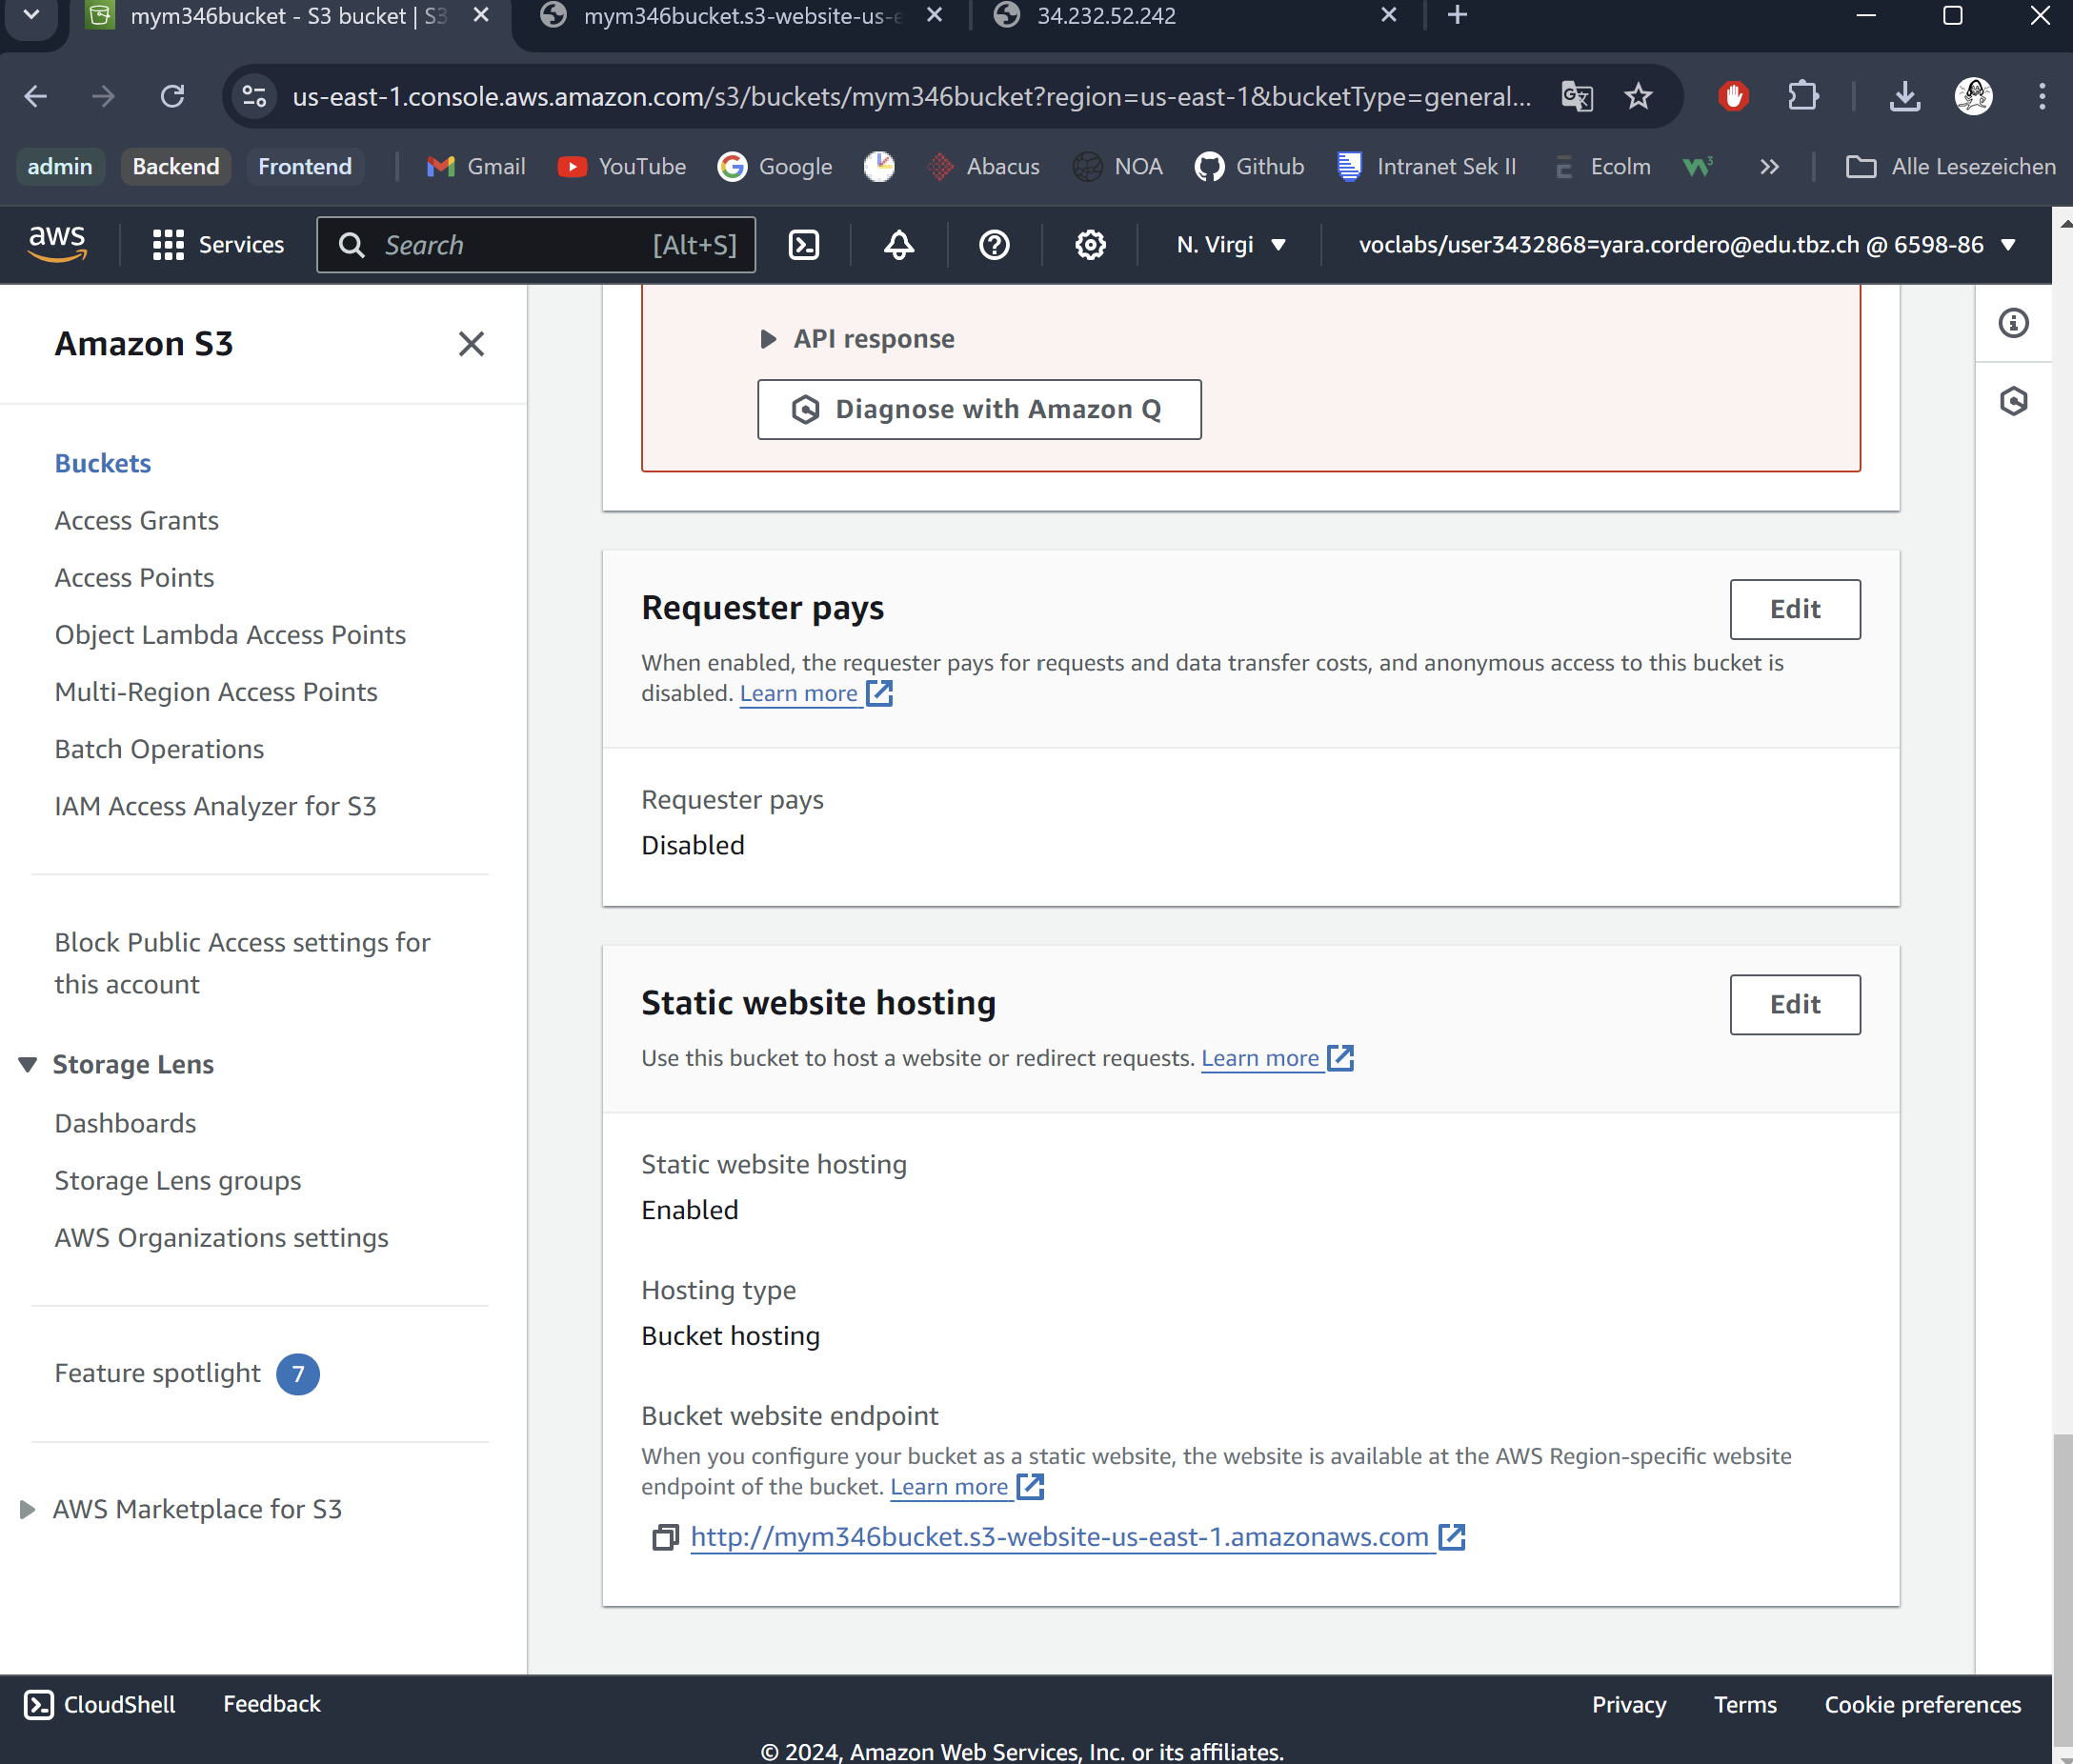 mym346bucket - S3 bucket | S3
mym346bucket.s3-website-us-e
34.232.52.242
us-east-1.console.aws.amazon.com/s3/buckets/mym346bucket?region=us-east-1&bucketType=general...
admin
Backend
Frontend
Gmail
YouTube
Google
Abacus
NOA
Github
Intranet Sek II
Ecolm
Alle Lesezeichen
aws
Services
Search
[Alt+S]
N. Virgi
voclabs/user3432868=yara.cordero@edu.tbz.ch @ 6598-86
Amazon S3
Buckets
Access Grants
Access Points
Object Lambda Access Points
Multi-Region Access Points
Batch Operations
IAM Access Analyzer for S3
Block Public Access settings for
this account
Storage Lens
Dashboards
Storage Lens groups
AWS Organizations settings
Feature spotlight 7
AWS Marketplace for S3
API response
Diagnose with Amazon Q
Requester pays
Edit
When enabled, the requester pays for requests and data transfer costs, and anonymous access to this bucket is
disabled. Learn more
Requester pays
Disabled
Static website hosting
Edit
Use this bucket to host a website or redirect requests. Learn more
Static website hosting
Enabled
Hosting type
Bucket hosting
Bucket website endpoint
When you configure your bucket as a static website, the website is available at the AWS Region-specific website
endpoint of the bucket. Learn more
http://mym346bucket.s3-website-us-east-1.amazonaws.com
CloudShell
Feedback
Privacy
Terms
Cookie preferences
© 2024, Amazon Web Services, Inc. or its affiliates.